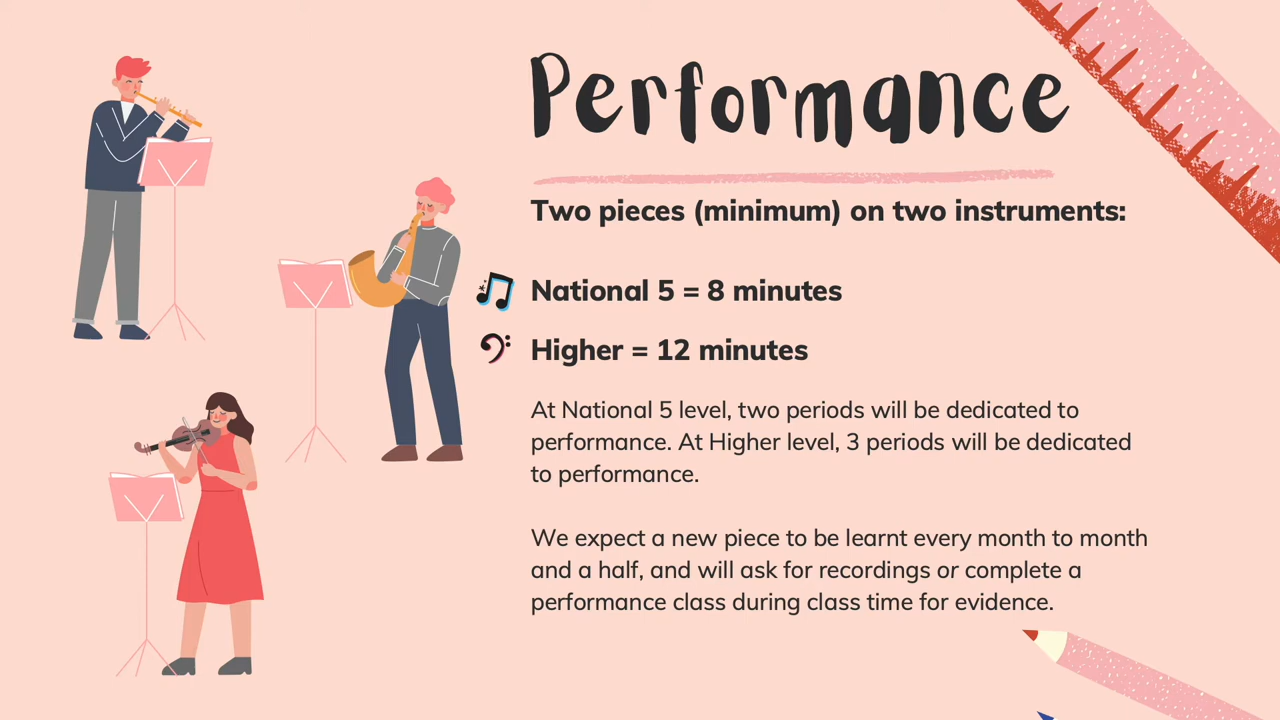 Performance
Two pieces (minimum) on two instruments:
National 5 = 8 minutes
Higher = 12 minutes
At National 5 level, two periods will be dedicated to
performance. At Higher level, 3 periods will be dedicated
to performance.
We expect a new piece to be learnt every month to month
and a half, and will ask for recordings or complete a
performance class during class time for evidence.